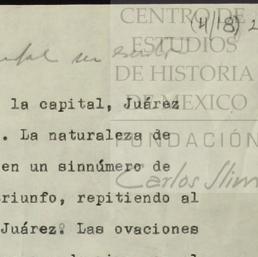 CENTRO DE
ESTUDIOS
DE HISTORIA
DE MEXICO
FUNDACIÓN
Carlos Slim
(4/18) 2
la capital, Juárez
. La naturaleza de
en un sinnúmero de
riunfo, repitiendo al
Juárez! Las ovaciones